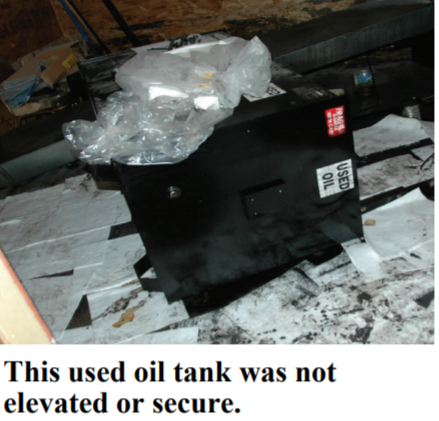 USED
OIL
This used oil tank was not
elevated or secure.